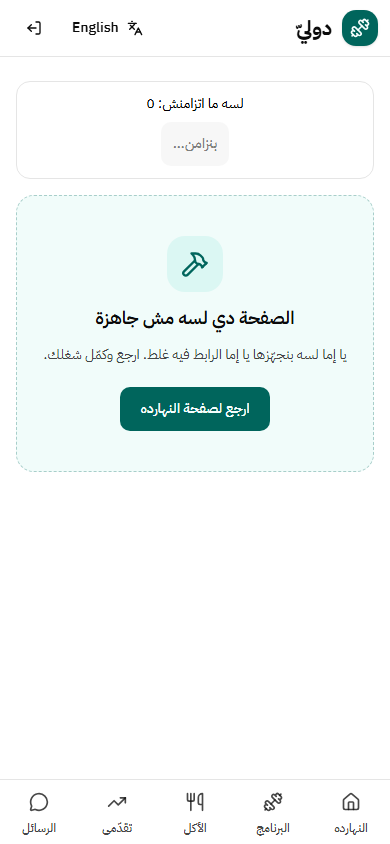 دوليّ
English
لسه ما اتزامنش: 0
بنزامن...
الصفحة دي لسه مش جاهزة
يا إما لسه بنجهّزها يا إما الرابط فيه غلط. ارجع وكمّل شغلك.
ارجع لصفحة النهارده
النهارده
البرنامج
الأكل
تقدّمي
الرسائل